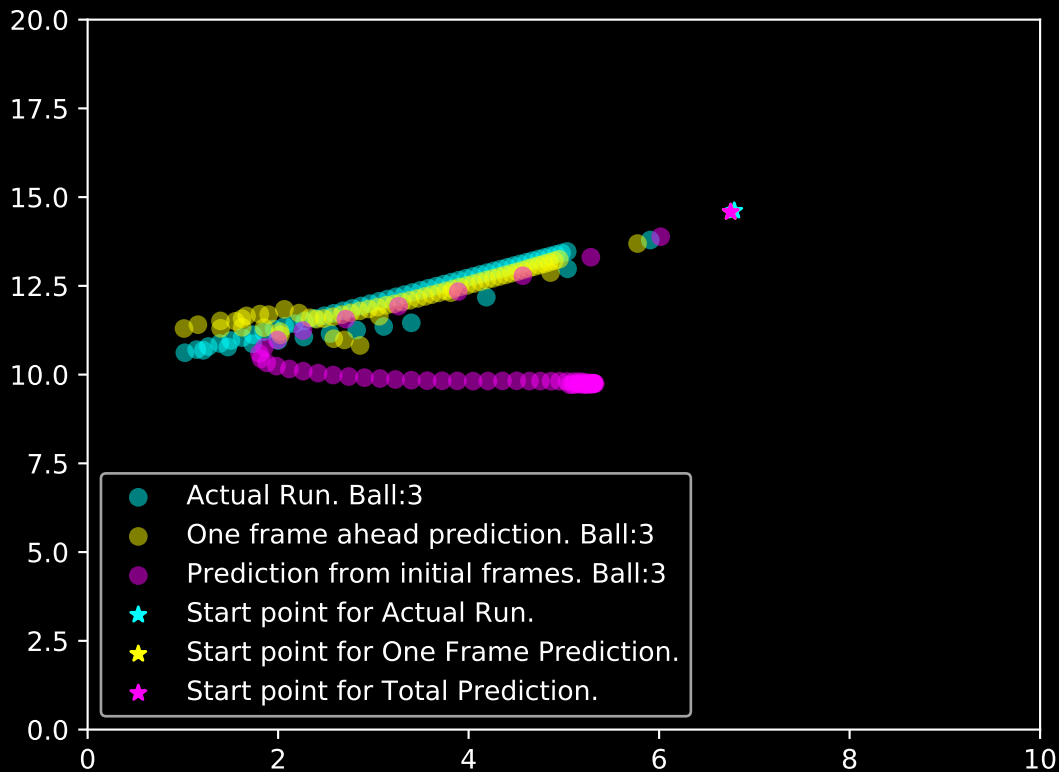 20.0
17.5
15.0
12.5
10.0
7.5
5.0
2.5
0.0
Actual Run. Ball:3
One frame ahead prediction. Ball:3
Prediction from initial frames. Ball:3
Start point for Actual Run.
Start point for One Frame Prediction.
Start point for Total Prediction.
0 2 4 6 8 10